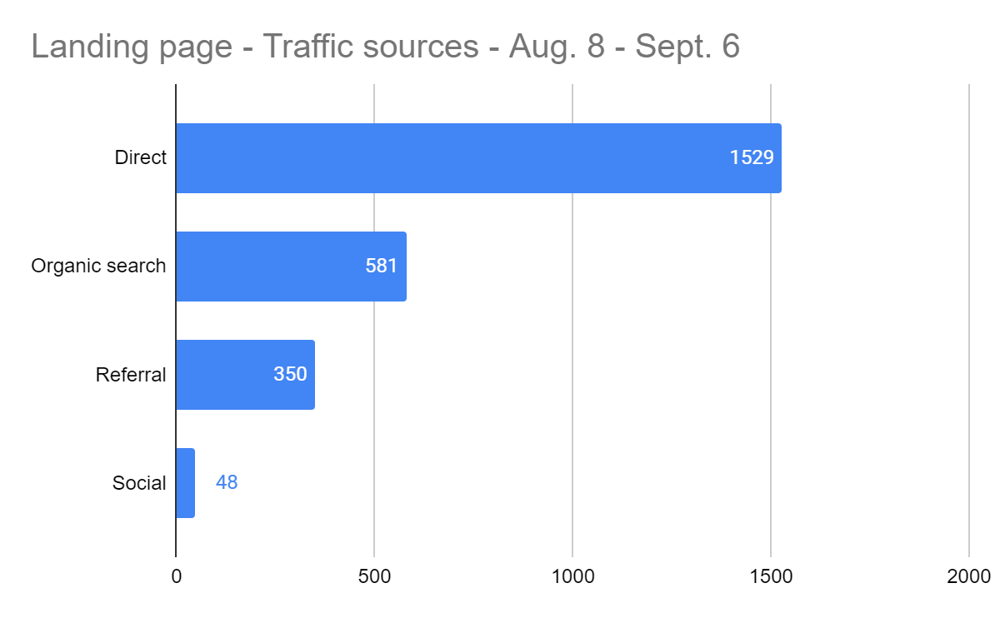 Landing page - Traffic sources - Aug. 8 - Sept. 6
Direct
1529
Organic search
581
Referral
350
Social
48
0
500
1000
1500
2000